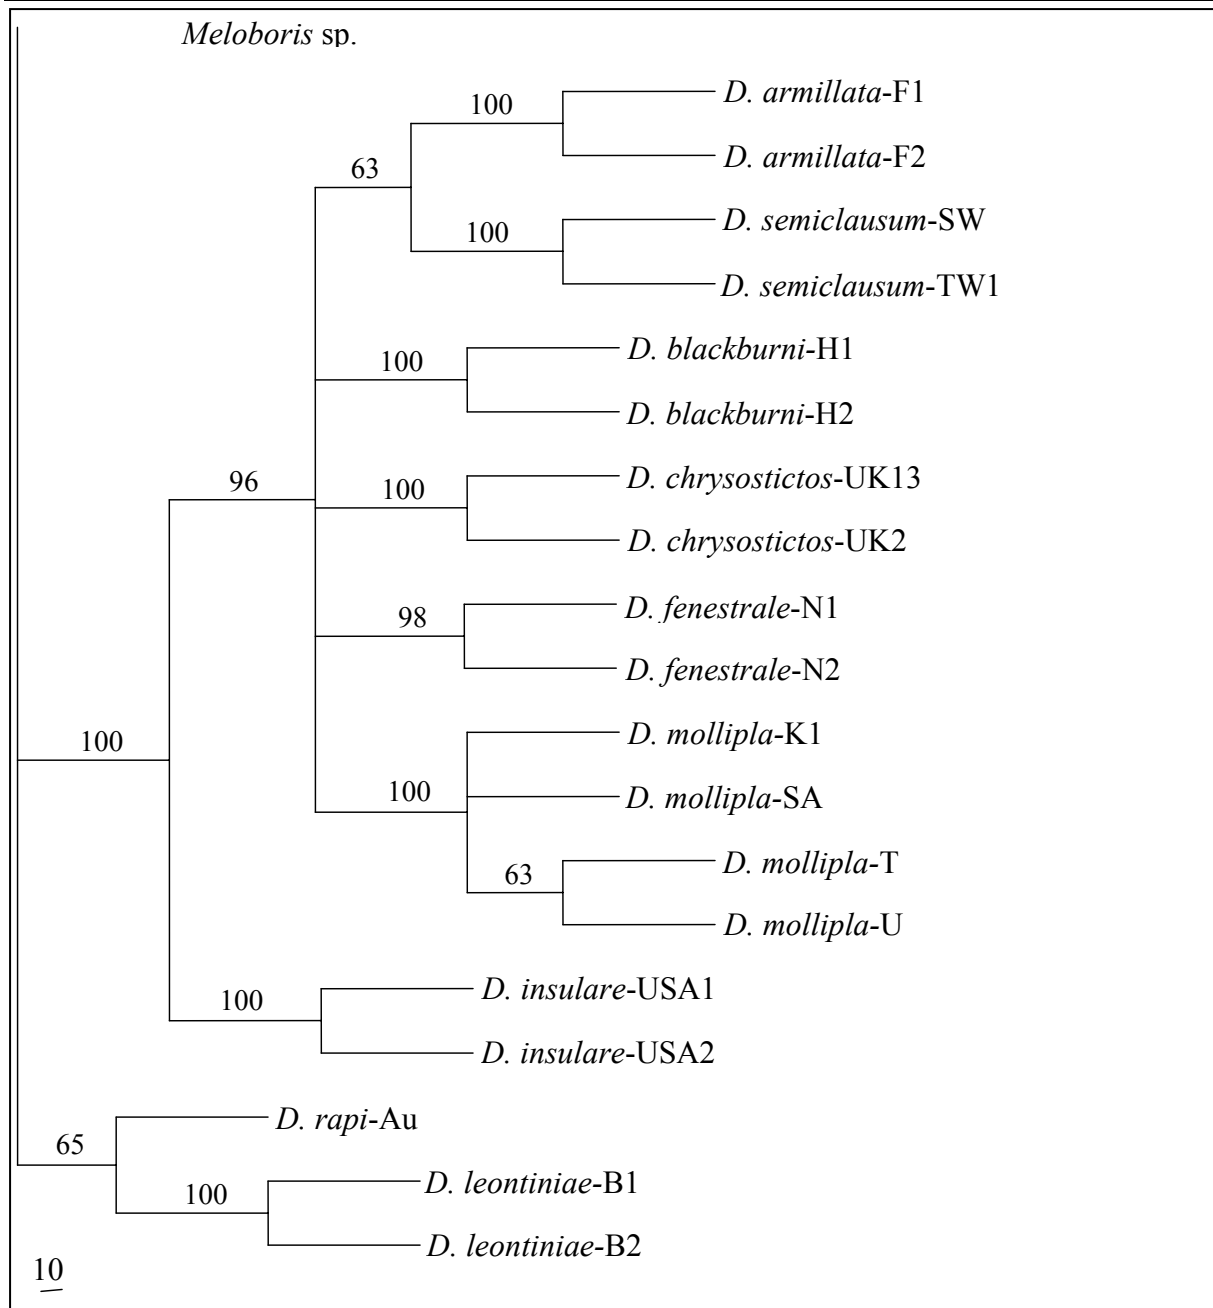 Meloboris sp.
D. armillata-F1
100
D. armillata-F2
63
D. semiclausum-SW
100
D. semiclausum-TW1
D. blackburni-H1
100
D. blackburni-H2
D. chrysostictos-UK13
96
100
D. chrysostictos-UK2
D. fenestrale-N1
98
D. fenestrale-N2
D. mollipla-K1
100
100
D. mollipla-SA
D. mollipla-T
63
D. mollipla-U
D. insulare-USA1
100
D. insulare-USA2
D. rapi-Au
65
D. leontiniae-B1
100
D. leontiniae-B2
10